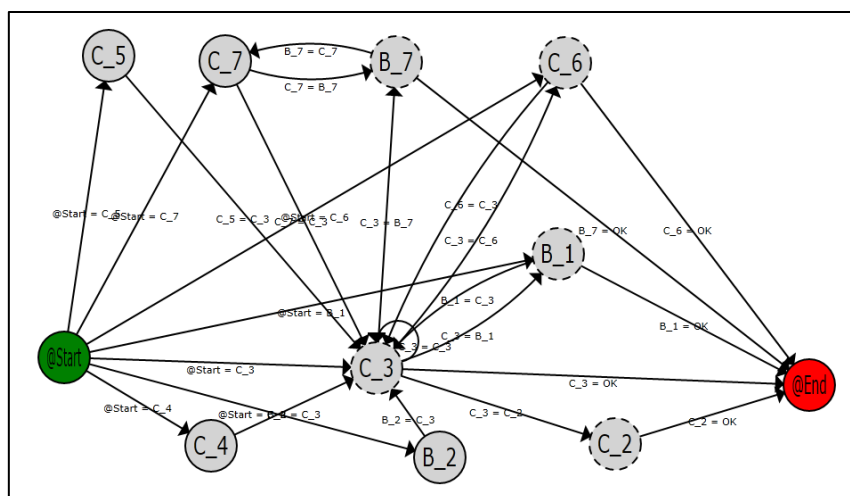 C_5
C_7
B_7
C_6
B_7 = C_7
C_7 = B_7
@Start = C_5
@Start = C_7
C_5 = C_3
@Start = C_6
C_3 = B_7
C_6 = C_3
C_3 = C_6
B_7 = OK
C_6 = OK
B_1
B_1 = C_3
@Start = B_1
C_3 = B_1
B_1 = OK
@Start
C_3
@Start = C_3
C_3 = OK
@End
@Start = C_4
B_2 = C_3
C_3 = C_2
C_2 = OK
C_4
B_2
C_2